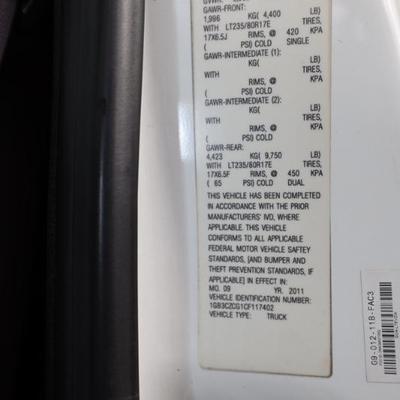 GVWR:
GAWR-FRONT:
1,996 KG( 4,400 LB)
WITH LT235/80R17E TIRES,
17X6.5J RIMS, @ 420 KPA
( PSI) COLD SINGLE
GAWR-INTERMEDIATE (1):
KG( LB)
WITH TIRES,
RIMS, @ KPA
( PSI) COLD
GAWR-INTERMEDIATE (2):
KG( LB)
WITH TIRES,
RIMS, @ KPA
( PSI) COLD
GAWR-REAR:
4,423 KG( 9,750 LB)
WITH LT235/80R17E TIRES,
17X6.5F RIMS, @ 450 KPA
( 65 PSI) COLD DUAL
THIS VEHICLE HAS BEEN COMPLETED
IN ACCORDANCE WITH THE PRIOR
MANUFACTURERS' IVD, WHERE
APPLICABLE. THIS VEHICLE
CONFORMS TO ALL APPLICABLE
FEDERAL MOTOR VEHICLE SAFTEY
STANDARDS, [AND BUMPER AND
THEFT PREVENTION STANDARDS, IF
APPLICABLE] IN EFFECT IN:
MO. 09 YR. 2011
VEHICLE IDENTIFICATION NUMBER:
1GB3CZCG1CF117402
VEHICLE TYPE: TRUCK
G9-012-11B-FAC3